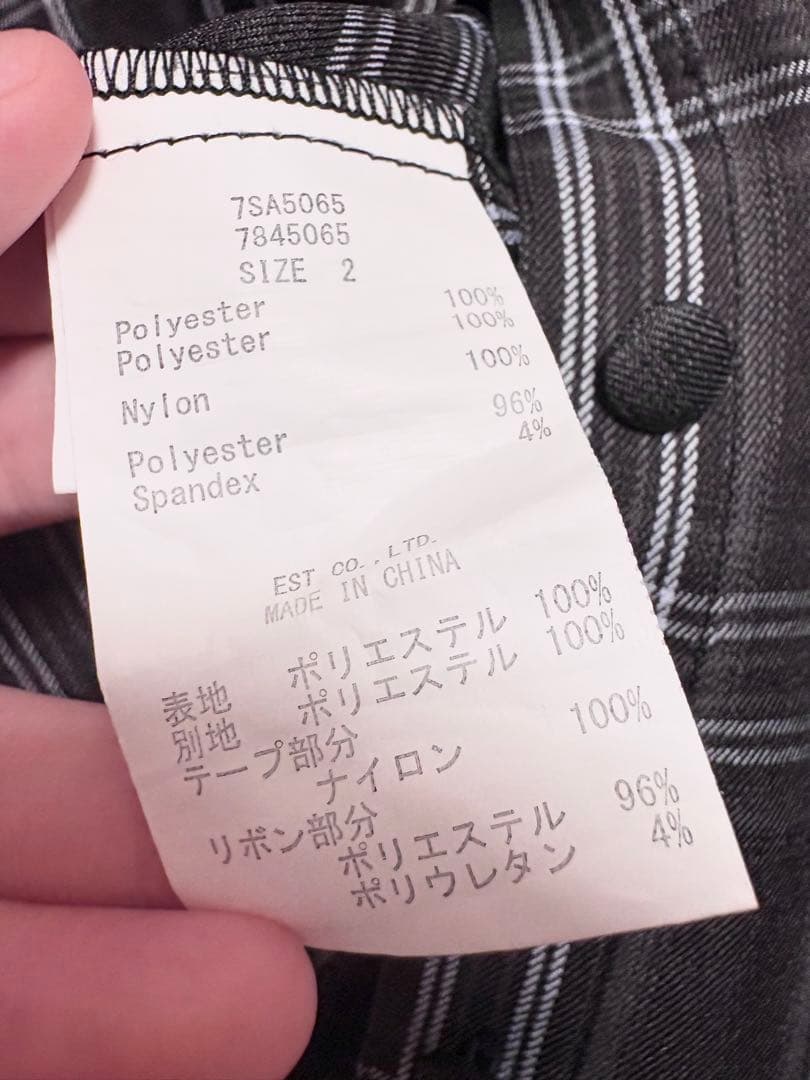 7SA5065
7845065
SIZE 2
Polyester 100%
Polyester 100%
Nylon 100%
Polyester 96%
Spandex 4%
EST CO.,LTD.
MADE IN CHINA
表地 ポリエステル 100%
別地 ポリエステル 100%
テープ部分
ナイロン 100%
リボン部分
ポリエステル 96%
ポリウレタン 4%